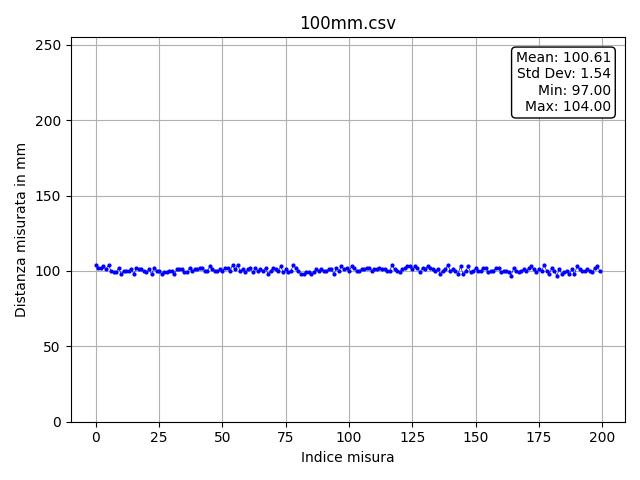 100mm.csv
Mean: 100.61
Std Dev: 1.54
Min: 97.00
Max: 104.00
Distanza misurata in mm
250
200
150
100
50
0
0 25 50 75 100 125 150 175 200
Indice misura